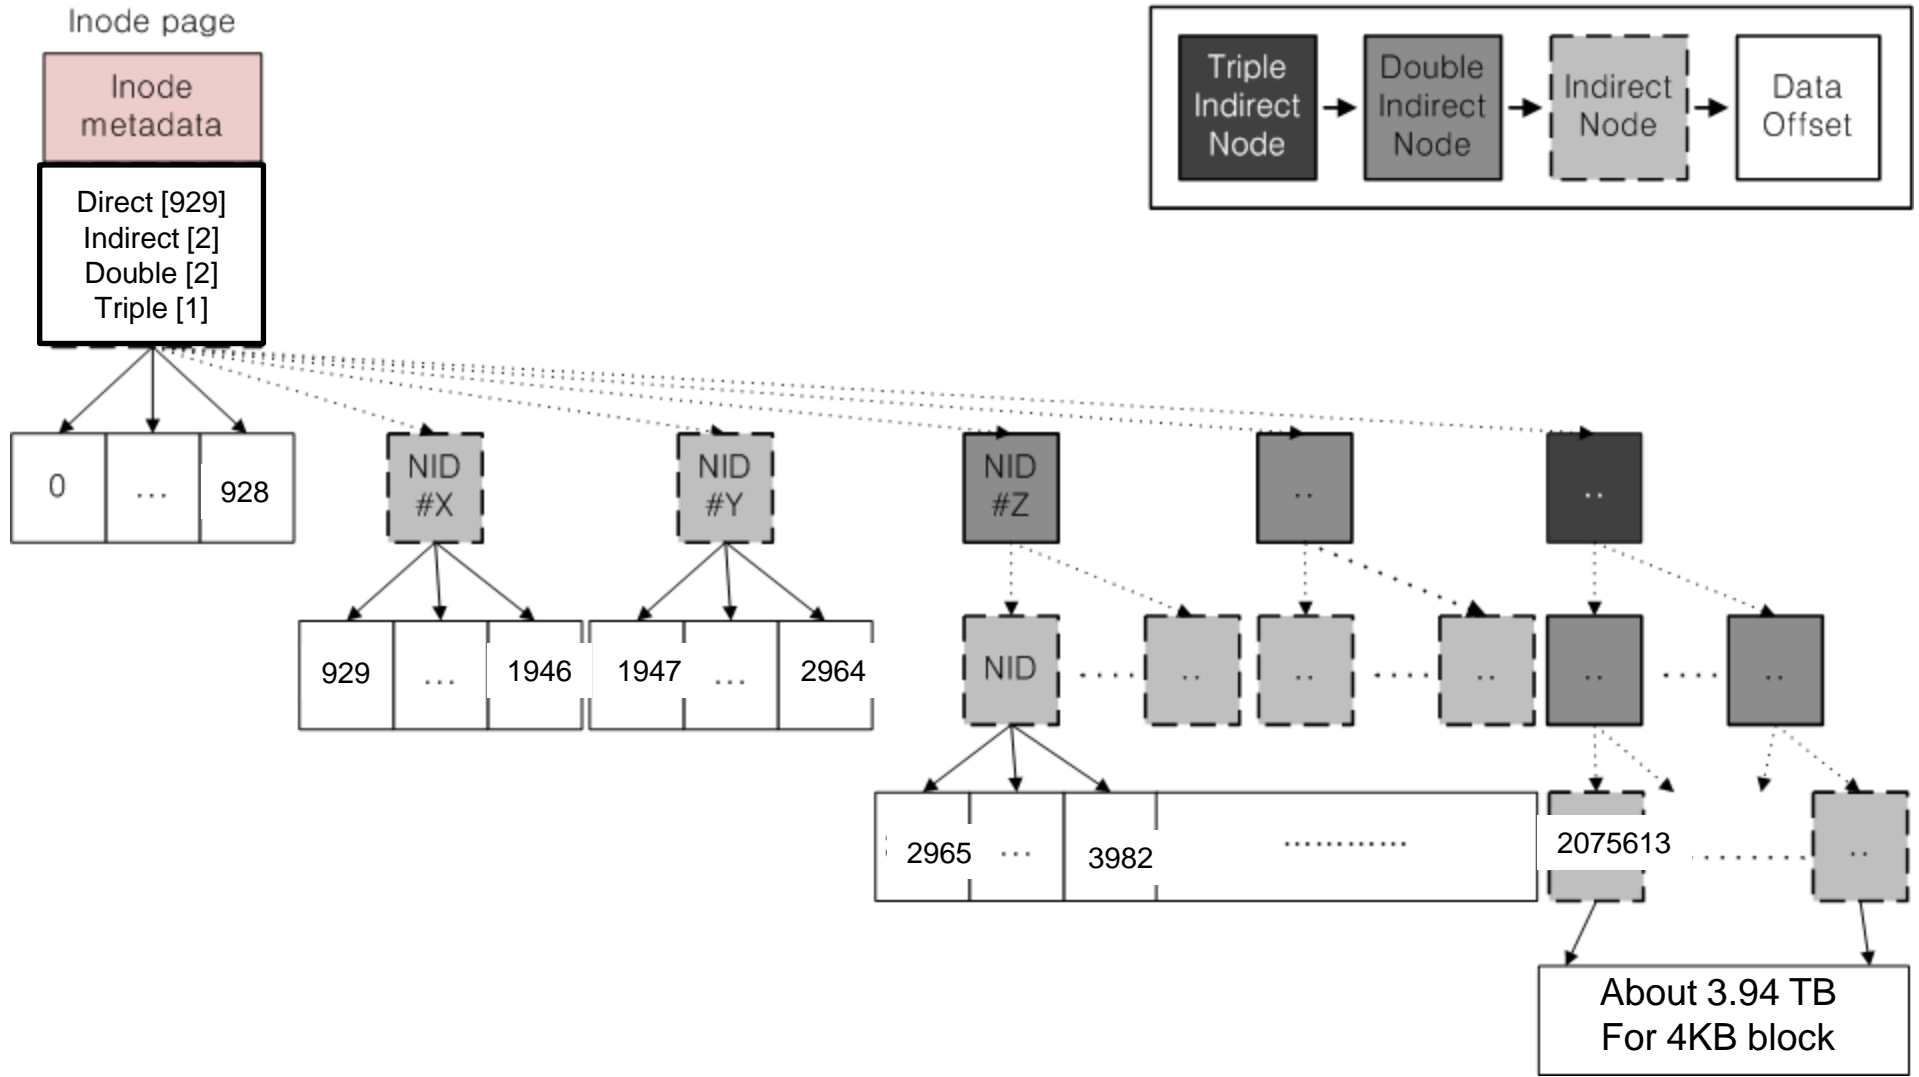 Inode page
Inode
metadata
Direct [929]
Indirect [2]
Double [2]
Triple [1]
Triple
Indirect
Node
Double
Indirect
Node
Indirect
Node
Data
Offset
0
...
928
NID
#X
NID
#Y
NID
#Z
..
..
929
...
1946
1947
...
2964
NID
.....
..
..
.....
..
..
.....
..
2965
...
3982
............
2075613
........
..
About 3.94 TB
For 4KB block